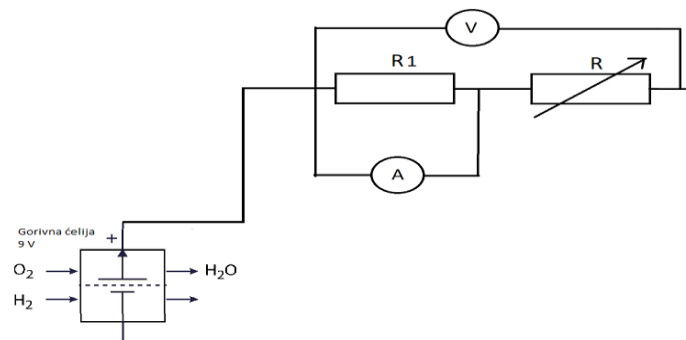 V
R1
R
A
Gorivna ćelija
9 V
+
O₂
H₂O
H₂